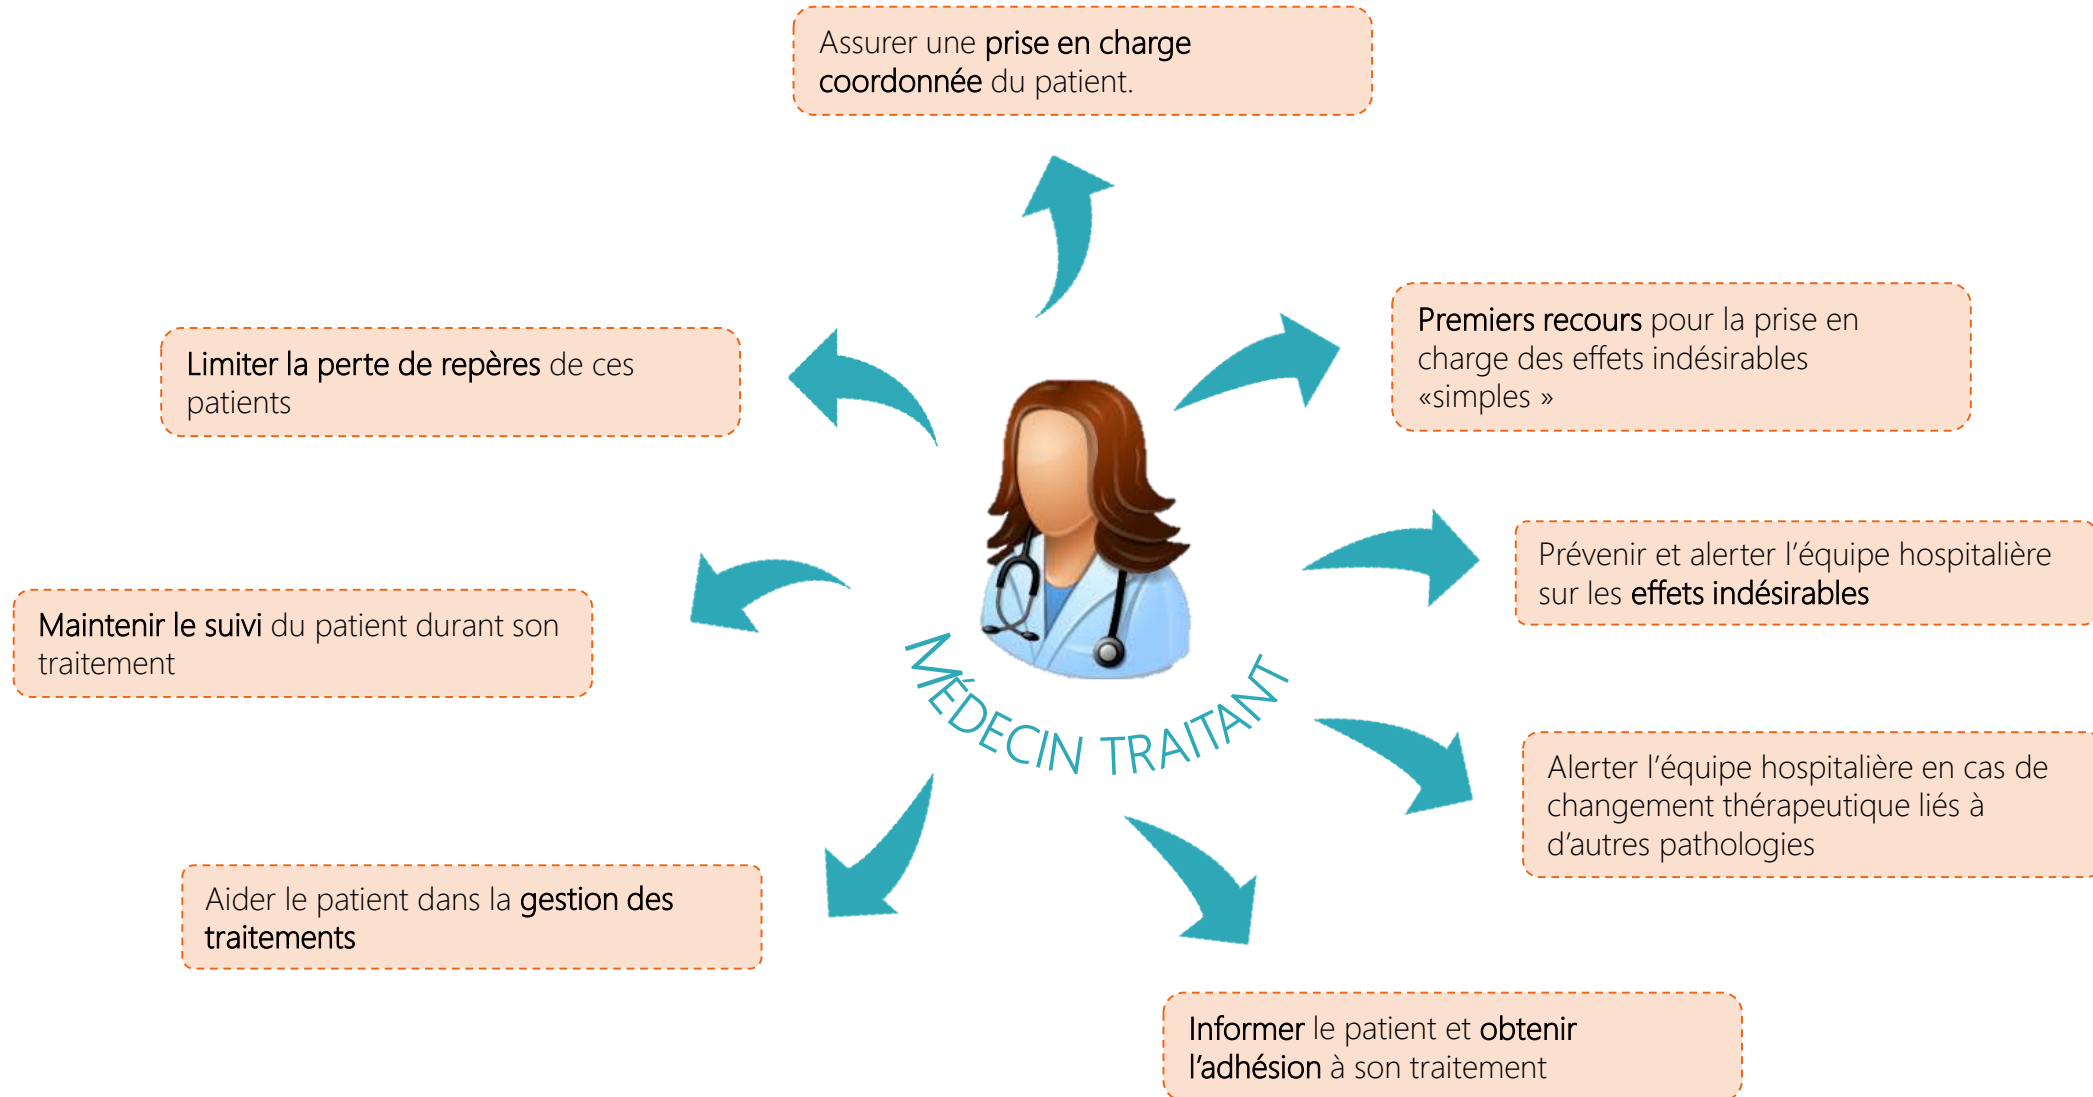 Assurer une prise en charge
coordonnée du patient.
Premiers recours pour la prise en
charge des effets indésirables
«simples »
Limiter la perte de repères de ces
patients
Prévenir et alerter l’équipe hospitalière
sur les effets indésirables
Maintenir le suivi du patient durant son
traitement
MÉDECIN TRAITANT
Alerter l’équipe hospitalière en cas de
changement thérapeutique liés à
d’autres pathologies
Aider le patient dans la gestion des
traitements
Informer le patient et obtenir
l’adhésion à son traitement